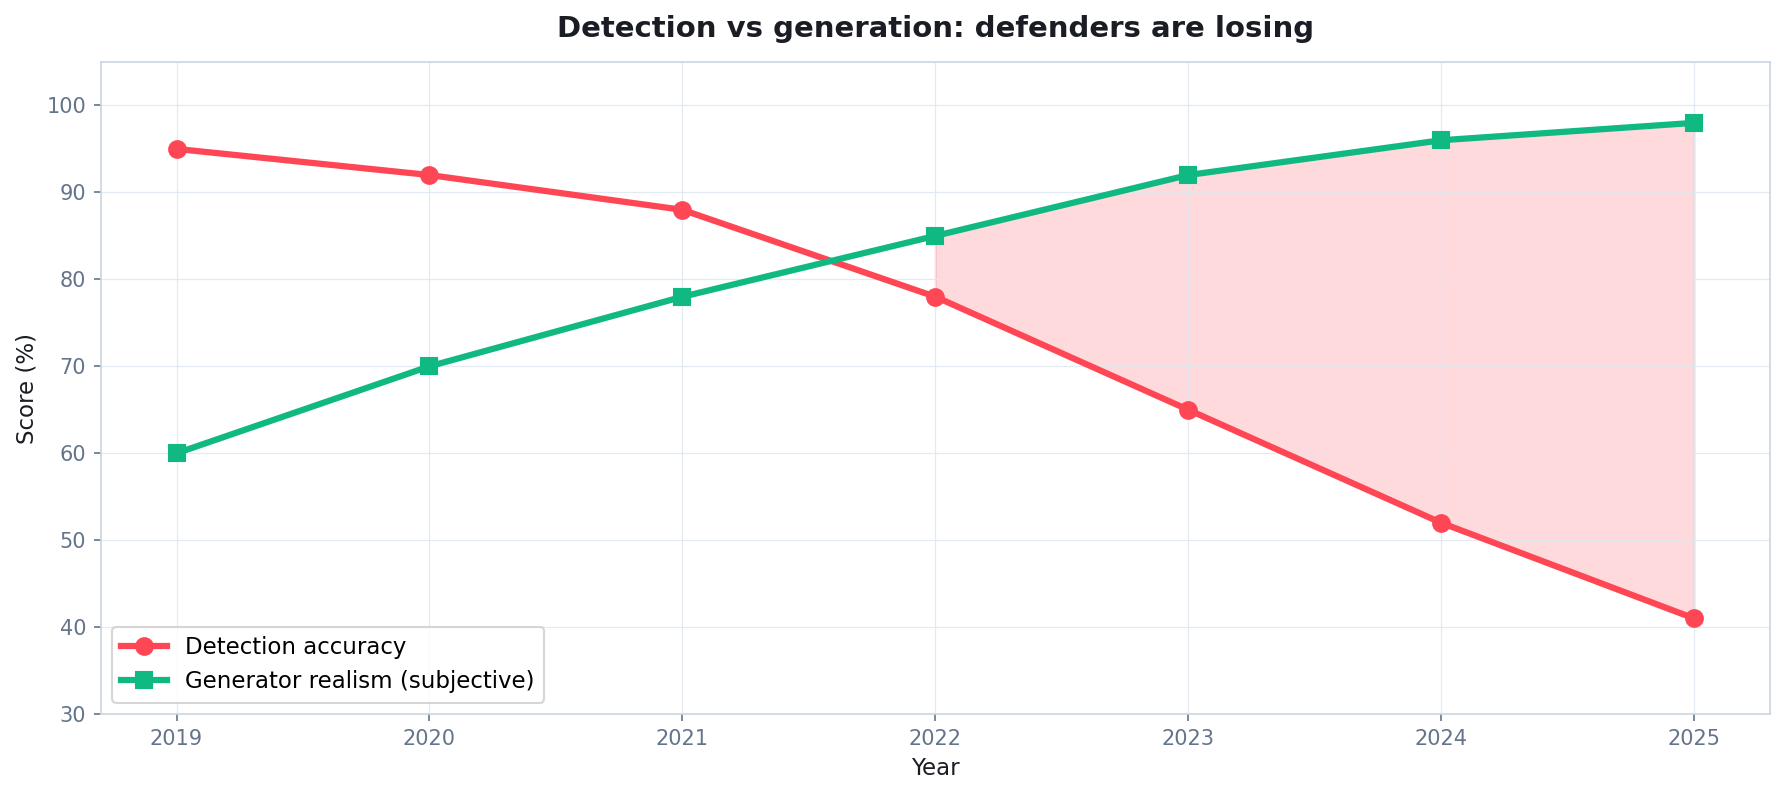 Detection vs generation: defenders are losing
Score (%)
100
90
80
70
60
50
40
30
Detection accuracy
Generator realism (subjective)
2019 2020 2021 2022 2023 2024 2025
Year